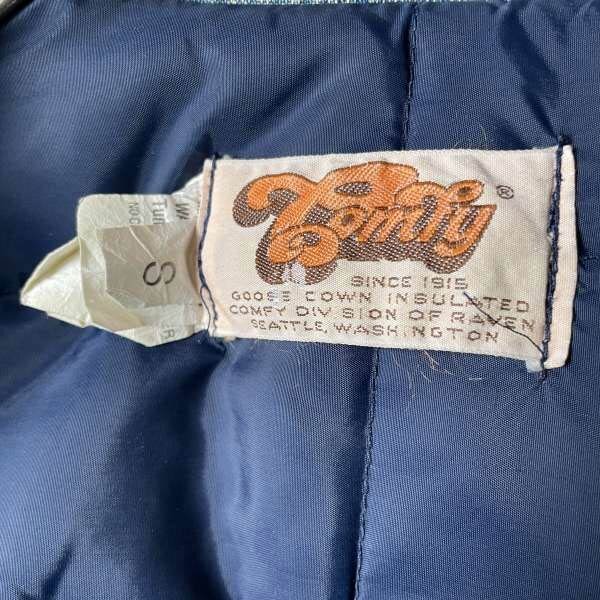 Comfy ®
SINCE 1915
GOOSE DOWN INSULATED
COMFY DIVISION OF RAVEN
SEATTLE, WASHINGTON
S